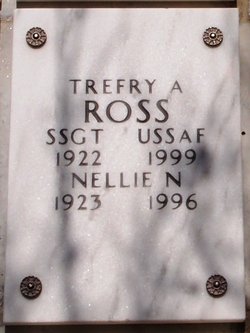 TREFRY A
ROSS
SSGT USSAF
1922 1999
NELLIE N
1923 1996